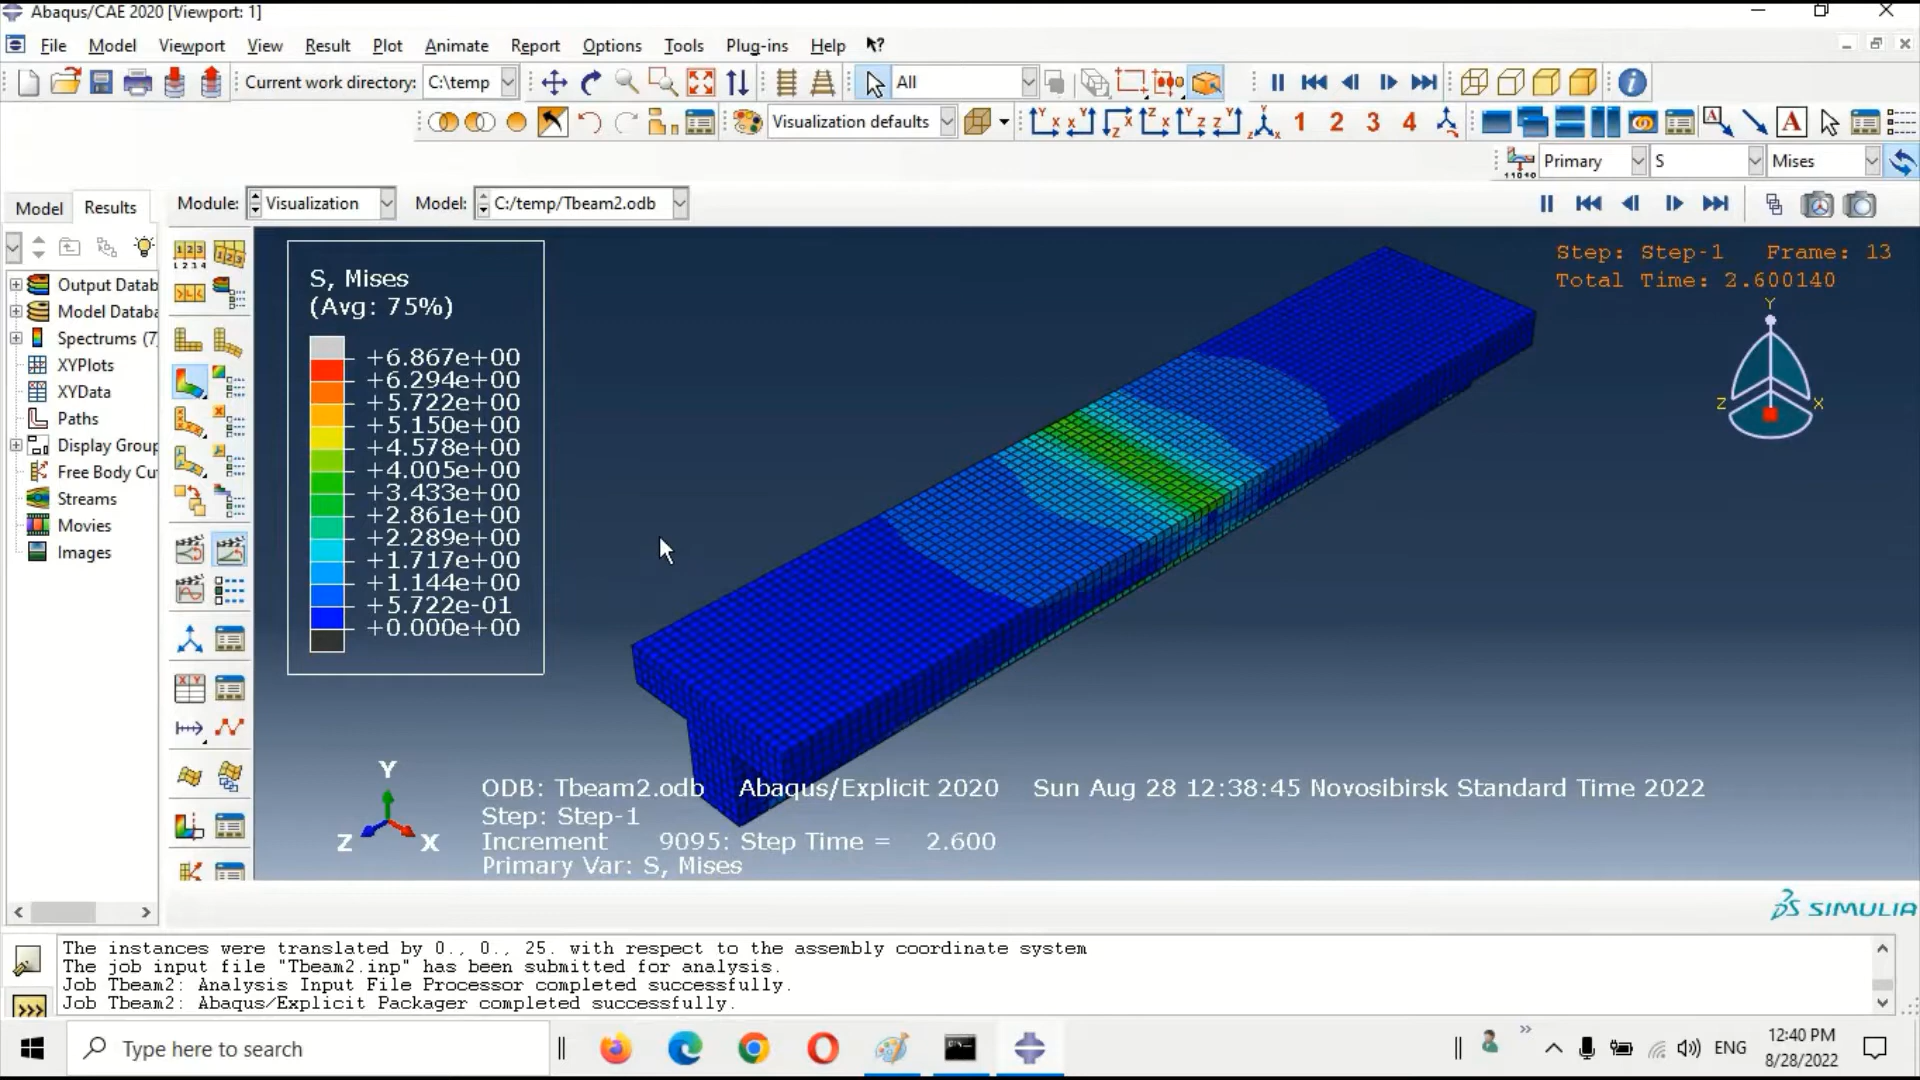 Abaqus/CAE 2020 [Viewport: 1]
File Model Viewport View Result Plot Animate Report Options Tools Plug-ins Help
Current work directory: C:\temp All
Visualization defaults 1 2 3 4 A
Primary S Mises
Model Results Module: Visualization Model: C:/temp/Tbeam2.odb
Output Datab
Model Databa
Spectrums (7
XYPlots
XYData
Paths
Display Group
Free Body Cu
Streams
Movies
Images
S, Mises
(Avg: 75%)
+6.867e+00
+6.294e+00
+5.722e+00
+5.150e+00
+4.578e+00
+4.005e+00
+3.433e+00
+2.861e+00
+2.289e+00
+1.717e+00
+1.144e+00
+5.722e-01
+0.000e+00
Step: Step-1 Frame: 13
Total Time: 2.600140
Y
Z X
Y
Z X
ODB: Tbeam2.odb Abaqus/Explicit 2020 Sun Aug 28 12:38:45 Novosibirsk Standard Time 2022
Step: Step-1
Increment 9095: Step Time = 2.600
Primary Var: S, Mises
SIMULIA
The instances were translated by 0., 0., 25. with respect to the assembly coordinate system
The job input file "Tbeam2.inp" has been submitted for analysis.
Job Tbeam2: Analysis Input File Processor completed successfully.
Job Tbeam2: Abaqus/Explicit Packager completed successfully.
>>>
Type here to search
ENG
12:40 PM
8/28/2022